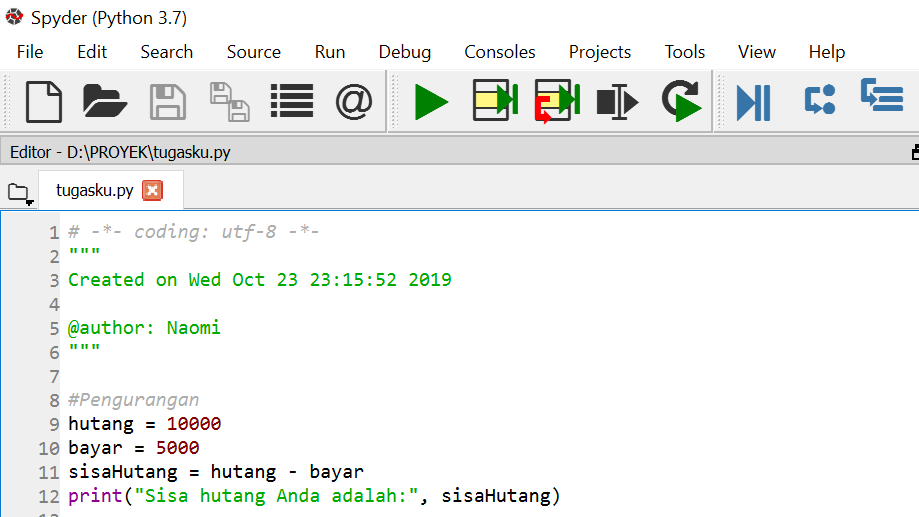 Spyder (Python 3.7)
File Edit Search Source Run Debug Consoles Projects Tools View Help
@
Editor - D:\PROYEK\tugasku.py
tugasku.py
1 # -*- coding: utf-8 -*-
2 """
3 Created on Wed Oct 23 23:15:52 2019
4
5 @author: Naomi
6 """
7
8 #Pengurangan
9 hutang = 10000
10 bayar = 5000
11 sisaHutang = hutang - bayar
12 print("Sisa hutang Anda adalah:", sisaHutang)